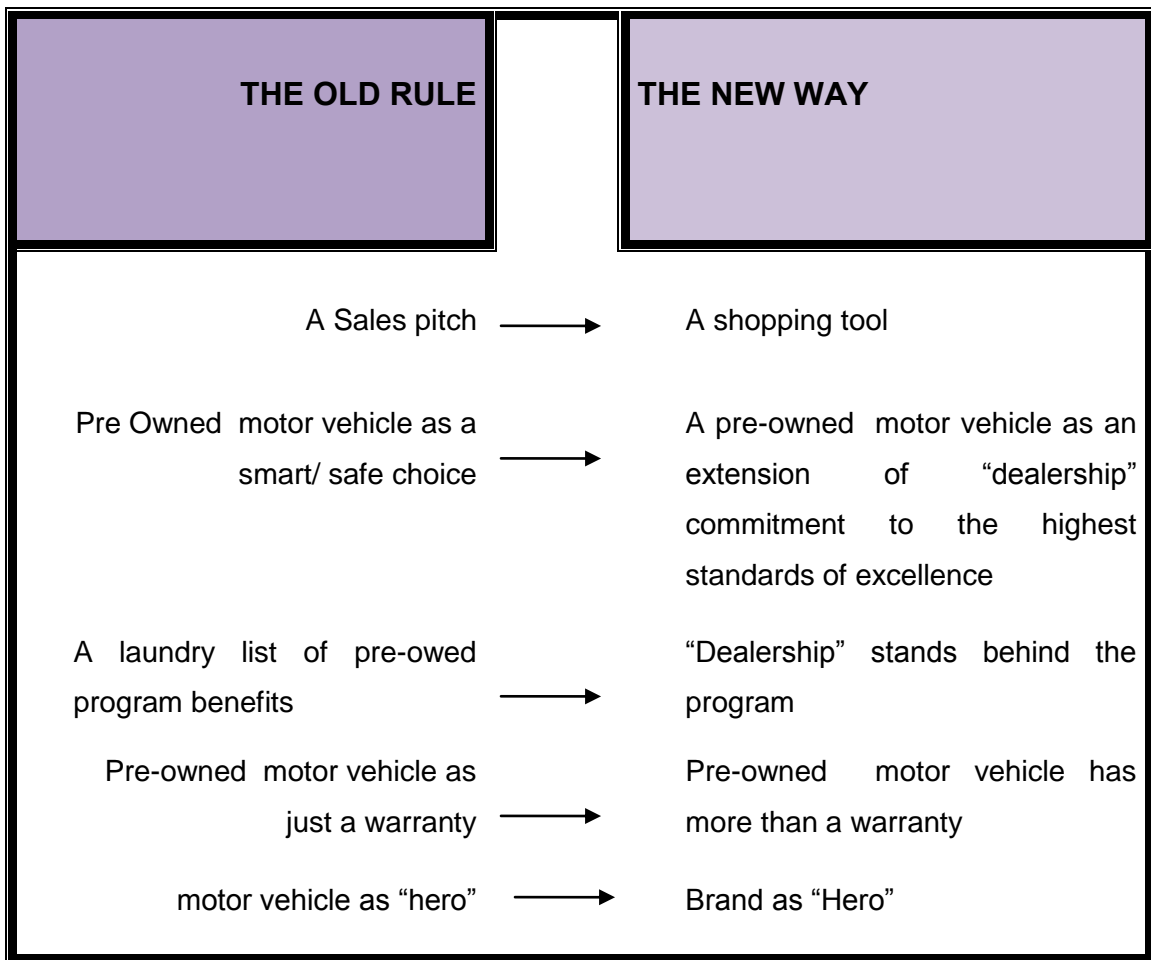 THE OLD RULE
THE NEW WAY
A Sales pitch
A shopping tool
Pre Owned motor vehicle as a
smart/ safe choice
A pre-owned motor vehicle as an
extension of “dealership”
commitment to the highest
standards of excellence
A laundry list of pre-owed
program benefits
“Dealership” stands behind the
program
Pre-owned motor vehicle as
just a warranty
Pre-owned motor vehicle has
more than a warranty
motor vehicle as “hero”
Brand as “Hero”